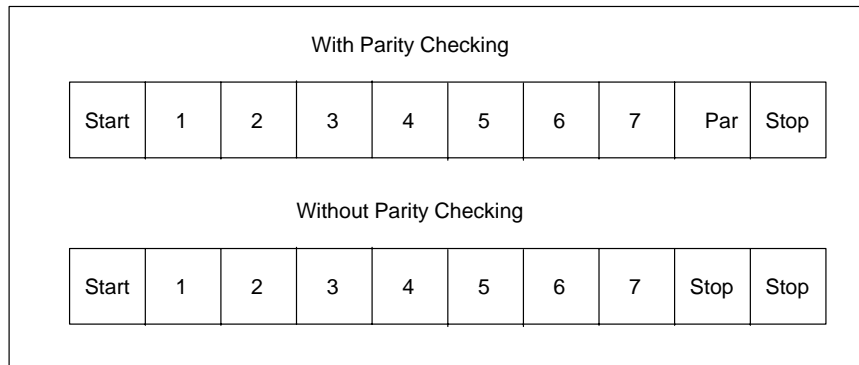 With Parity Checking
Start 1 2 3 4 5 6 7 Par Stop
Without Parity Checking
Start 1 2 3 4 5 6 7 Stop Stop